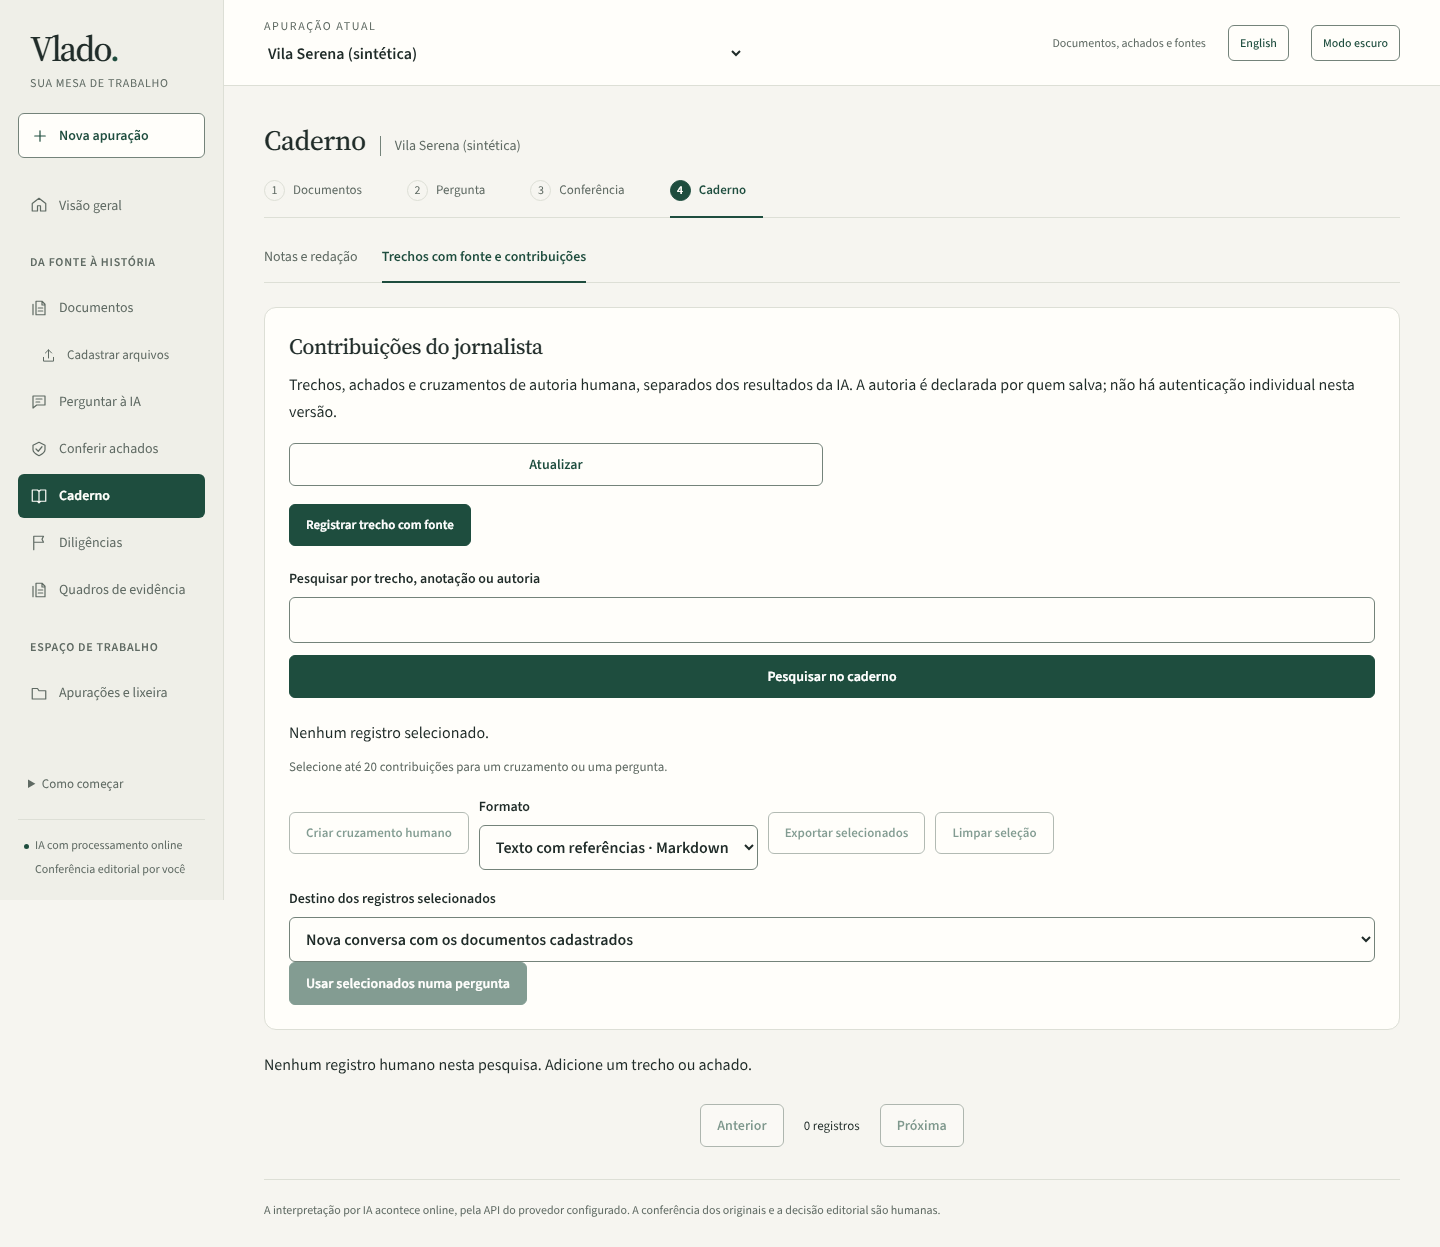 Vlado.
SUA MESA DE TRABALHO
Nova apuração
Visão geral
DA FONTE À HISTÓRIA
Documentos
Cadastrar arquivos
Perguntar à IA
Conferir achados
Caderno
Diligências
Quadros de evidência
ESPAÇO DE TRABALHO
Apurações e lixeira
Como começar
IA com processamento online
Conferência editorial por você
APURAÇÃO ATUAL
Vila Serena (sintética)
Documentos, achados e fontes
English
Modo escuro
Caderno
Vila Serena (sintética)
1 Documentos
2 Pergunta
3 Conferência
4 Caderno
Notas e redação
Trechos com fonte e contribuições
Contribuições do jornalista
Trechos, achados e cruzamentos de autoria humana, separados dos resultados da IA. A autoria é declarada por quem salva; não há autenticação individual nesta
versão.
Atualizar
Registrar trecho com fonte
Pesquisar por trecho, anotação ou autoria
Pesquisar no caderno
Nenhum registro selecionado.
Selecione até 20 contribuições para um cruzamento ou uma pergunta.
Criar cruzamento humano
Formato
Texto com referências · Markdown
Exportar selecionados
Limpar seleção
Destino dos registros selecionados
Nova conversa com os documentos cadastrados
Usar selecionados numa pergunta
Nenhum registro humano nesta pesquisa. Adicione um trecho ou achado.
Anterior
0 registros
Próxima
A interpretação por IA acontece online, pela API do provedor configurado. A conferência dos originais e a decisão editorial são humanas.